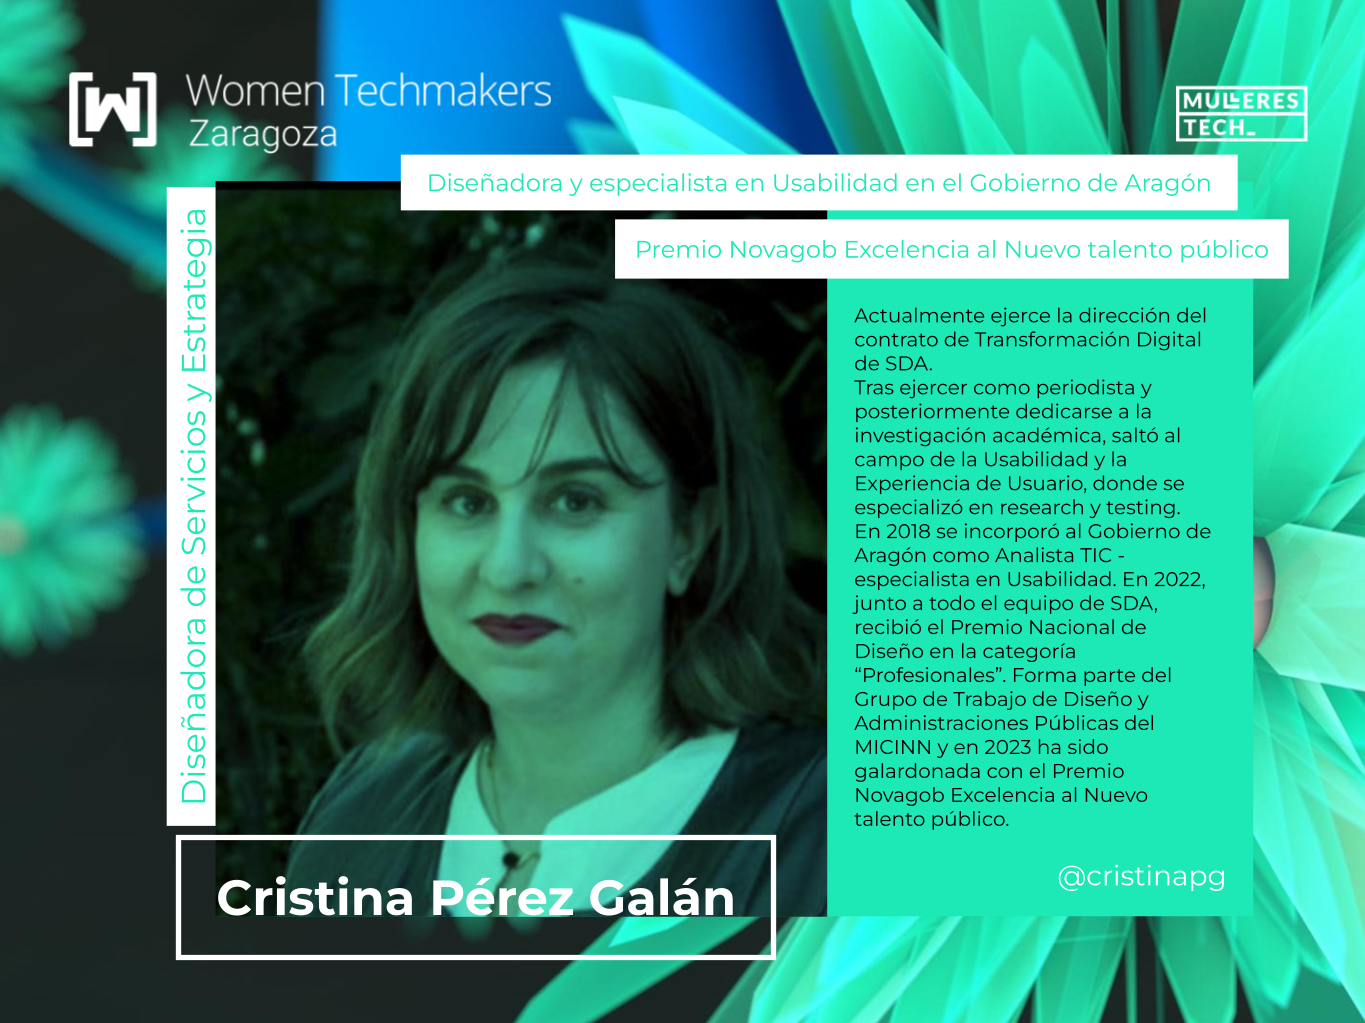 Women Techmakers
Zaragoza
MULLERES
TECH_
Diseñadora y especialista en Usabilidad en el Gobierno de Aragón
Premio Novagob Excelencia al Nuevo talento público
Diseñadora de Servicios y Estrategia
Actualmente ejerce la dirección del
contrato de Transformación Digital
de SDA.
Tras ejercer como periodista y
posteriormente dedicarse a la
investigación académica, saltó al
campo de la Usabilidad y la
Experiencia de Usuario, donde se
especializó en research y testing.
En 2018 se incorporó al Gobierno de
Aragón como Analista TIC -
especialista en Usabilidad. En 2022,
junto a todo el equipo de SDA,
recibió el Premio Nacional de
Diseño en la categoría
“Profesionales”. Forma parte del
Grupo de Trabajo de Diseño y
Administraciones Públicas del
MICINN y en 2023 ha sido
galardonada con el Premio
Novagob Excelencia al Nuevo
talento público.
@cristinapg
Cristina Pérez Galán